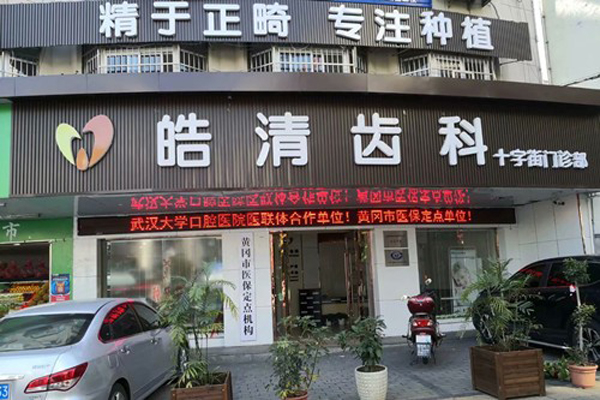 精于正畸 专注种植
皓清齿科 十字街门诊部
武汉大学口腔医院医联体合作单位！黄冈市医保定点单位！
黄冈市医保定点机构
市